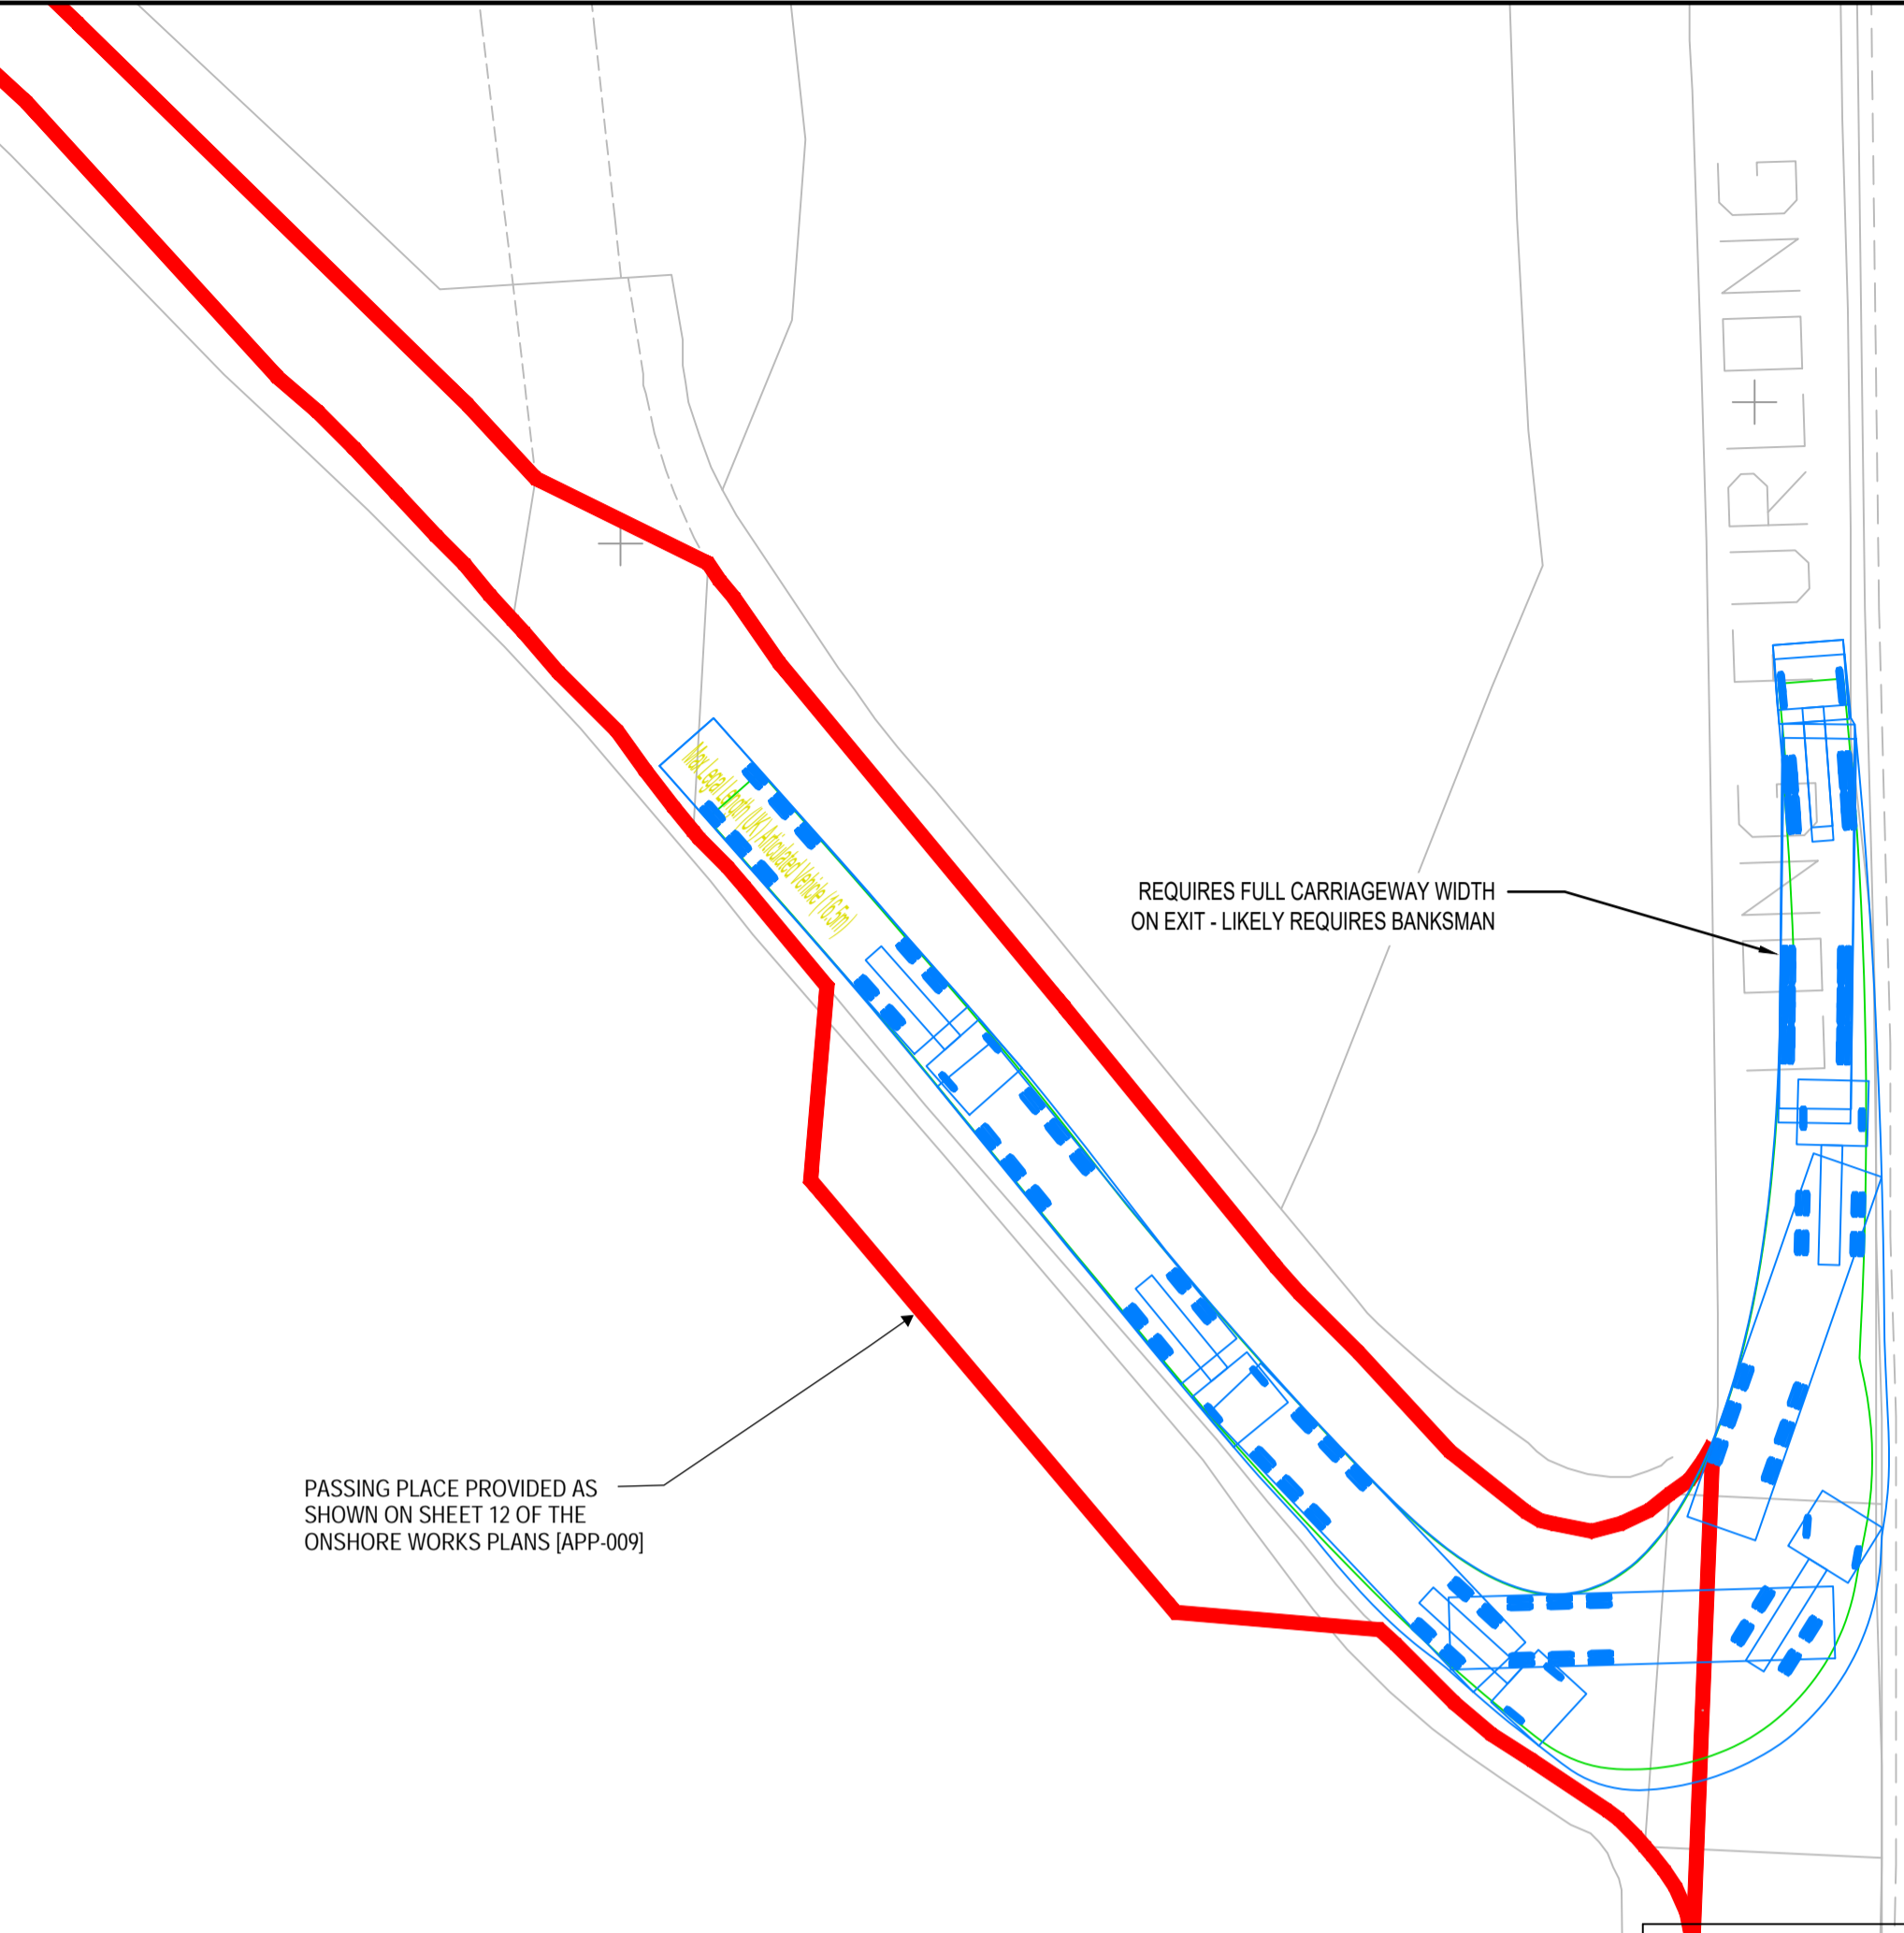 LONG FURLONG
Max Legal Length (UK) Articulated Vehicle (16.5m)
REQUIRES FULL CARRIAGEWAY WIDTH
ON EXIT - LIKELY REQUIRES BANKSMAN
PASSING PLACE PROVIDED AS
SHOWN ON SHEET 12 OF THE
ONSHORE WORKS PLANS [APP-009]